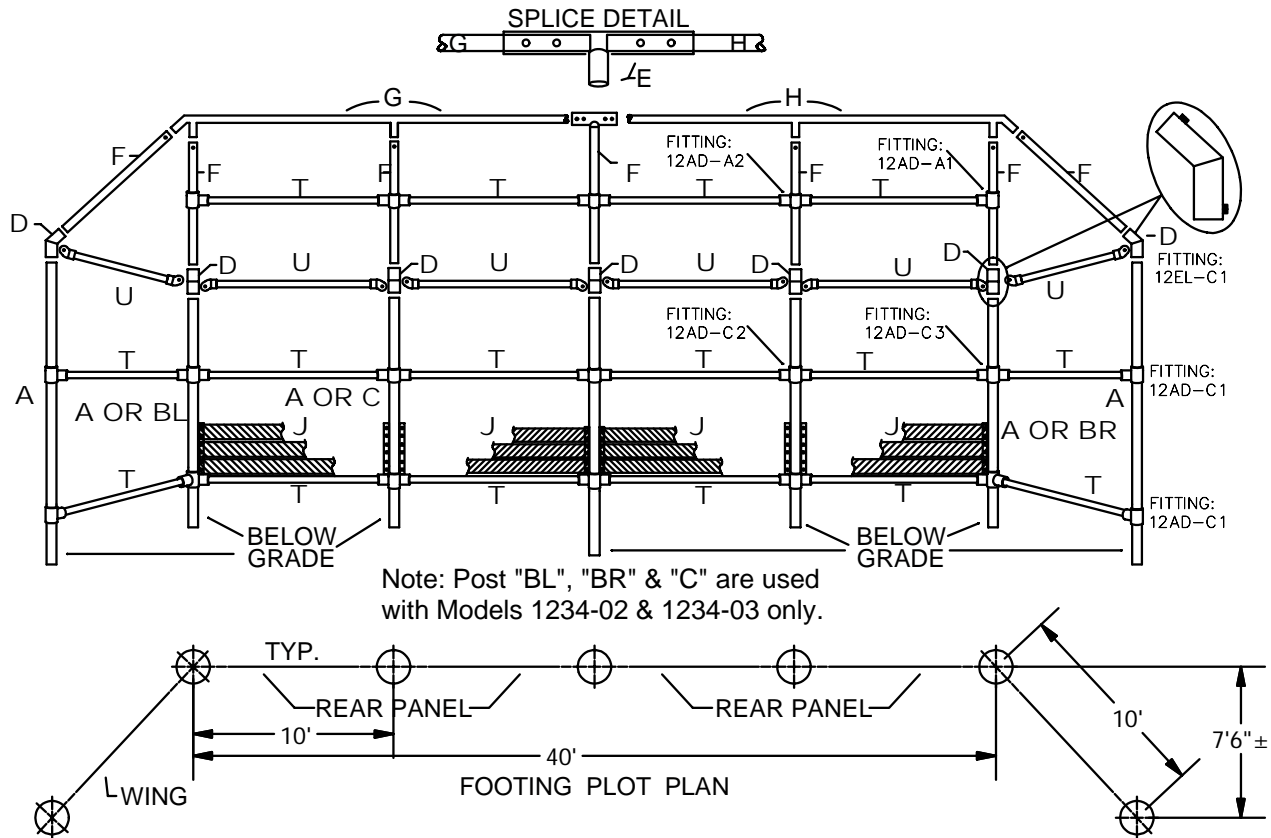 SPLICE DETAIL
G H
E
G H
F F F F F F
FITTING:
12AD-A2
FITTING:
12AD-A1
T T T T
D D D D D D D
U U U U U U
FITTING:
12EL-C1
FITTING:
12AD-C2
FITTING:
12AD-C3
T T T T T T
FITTING:
12AD-C1
A A OR BL A OR C A OR BR A
J J J J
T T T T T T
FITTING:
12AD-C1
BELOW
GRADE
BELOW
GRADE
Note: Post "BL", "BR" & "C" are used
with Models 1234-02 & 1234-03 only.
TYP.
REAR PANEL REAR PANEL
10'
40'
10'
7'6"±
WING
FOOTING PLOT PLAN